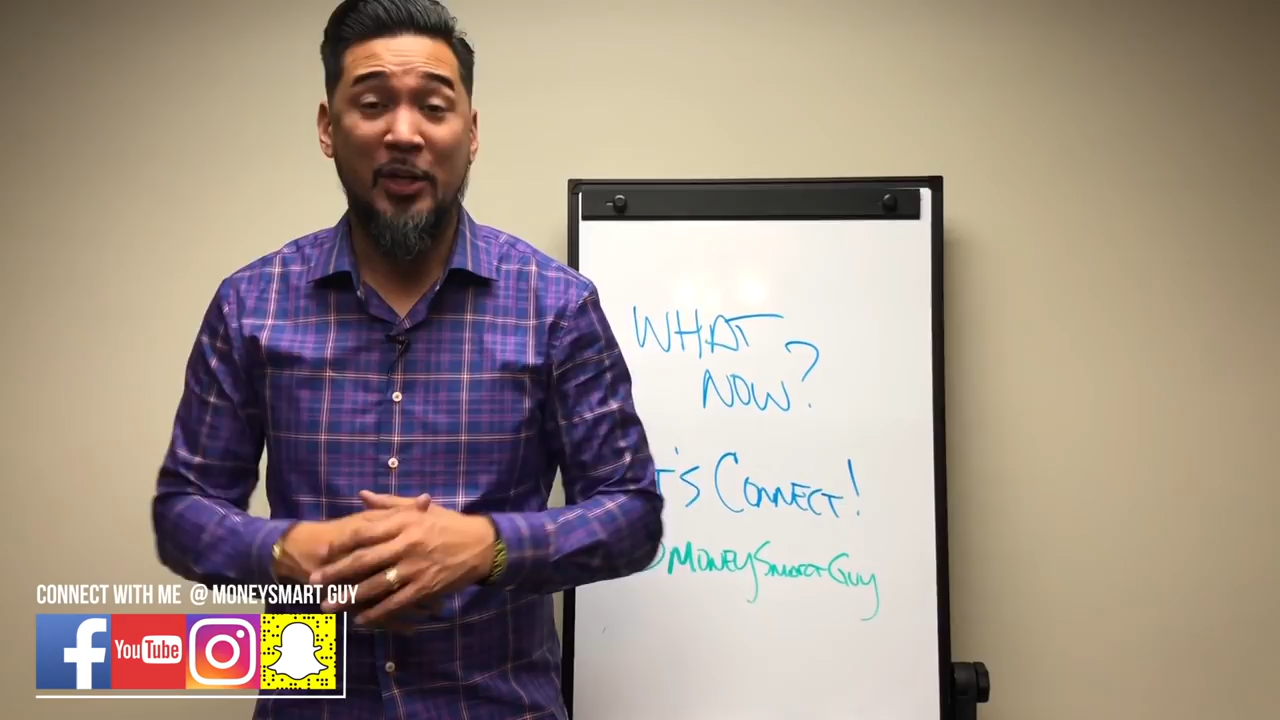 WHAT
NOW?
T'S CONNECT!
@MONEYSMARTGUY
CONNECT WITH ME @ MONEYSMART GUY
f YouTube